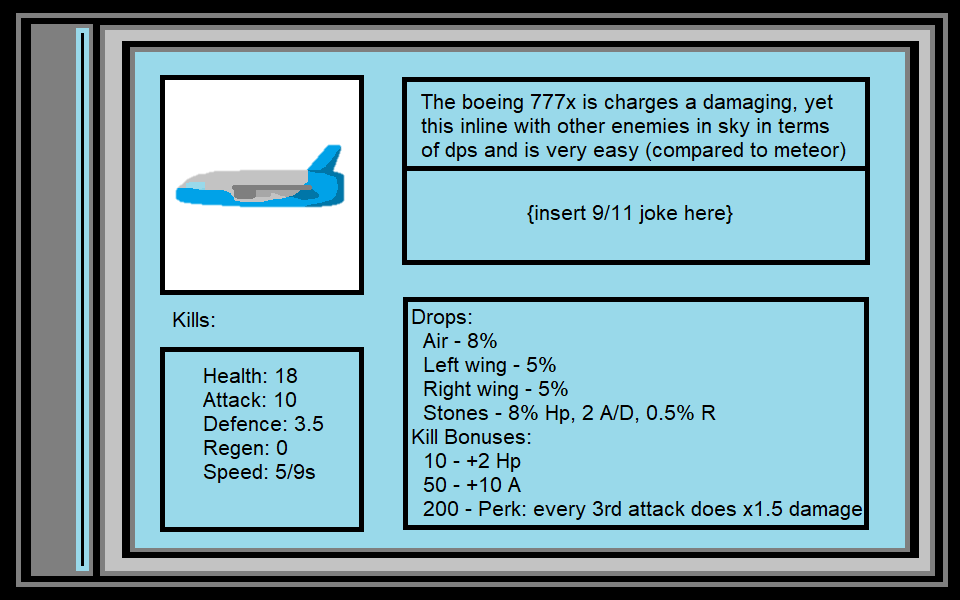 The boeing 777x is charges a damaging, yet
this inline with other enemies in sky in terms
of dps and is very easy (compared to meteor)
{insert 9/11 joke here}
Kills:
Health: 18
Attack: 10
Defence: 3.5
Regen: 0
Speed: 5/9s
Drops:
Air - 8%
Left wing - 5%
Right wing - 5%
Stones - 8% Hp, 2 A/D, 0.5% R
Kill Bonuses:
10 - +2 Hp
50 - +10 A
200 - Perk: every 3rd attack does x1.5 damage